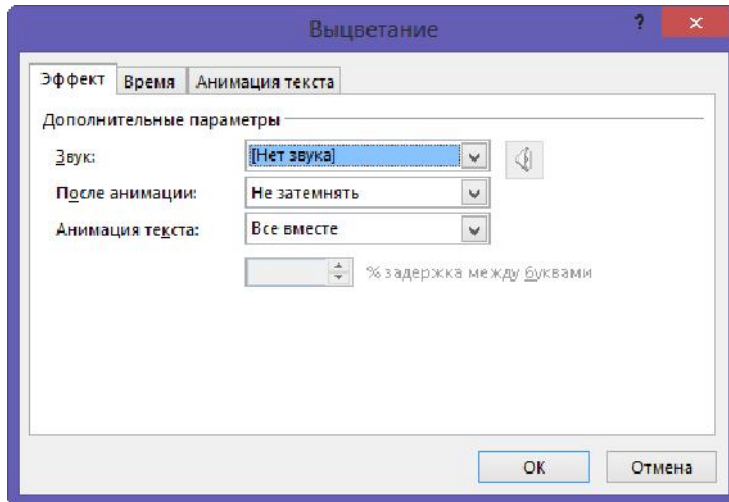 Выцветание ?
Эффект Время Анимация текста
Дополнительные параметры
Звук: [Нет звука]
После анимации: Не затемнять
Анимация текста: Все вместе
% задержка между буквами
ОК Отмена